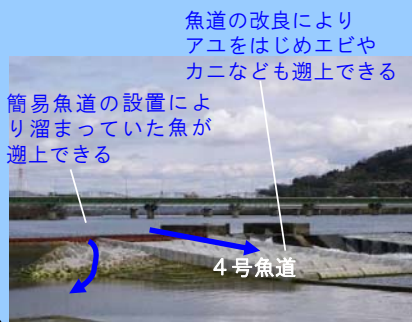 魚道の改良により
アユをはじめエビや
カニなども遡上できる
簡易魚道の設置によ
り溜まっていた魚が
遡上できる
４号魚道